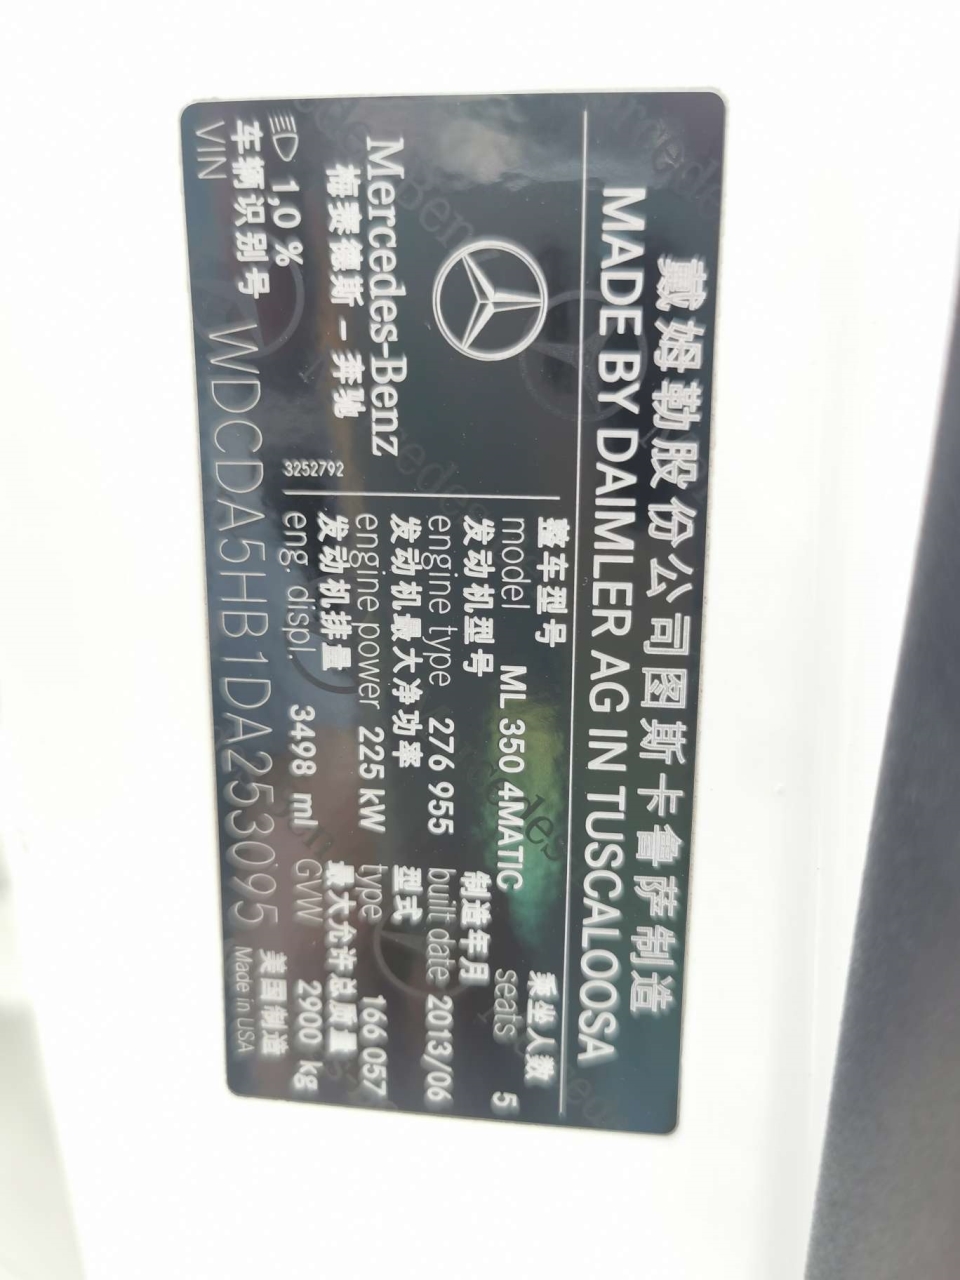 戴姆勒股份公司图斯卡鲁萨制造
MADE BY DAIMLER AG IN TUSCALOOSA
Mercedes-Benz
梅赛德斯－奔驰
1,0 %
3252792
整车型号
model ML 350 4MATIC
乘坐人数
seats 5
发动机型号
engine type 276 955
制造年月
built date 2013/06
发动机最大净功率
engine power 225 kW
型式
type 166 057
发动机排量
eng. displ. 3498 ml
最大允许总质量
GVW 2900 kg
车辆识别号
VIN WDCDA5HB1DA253095
美国制造
Made in USA